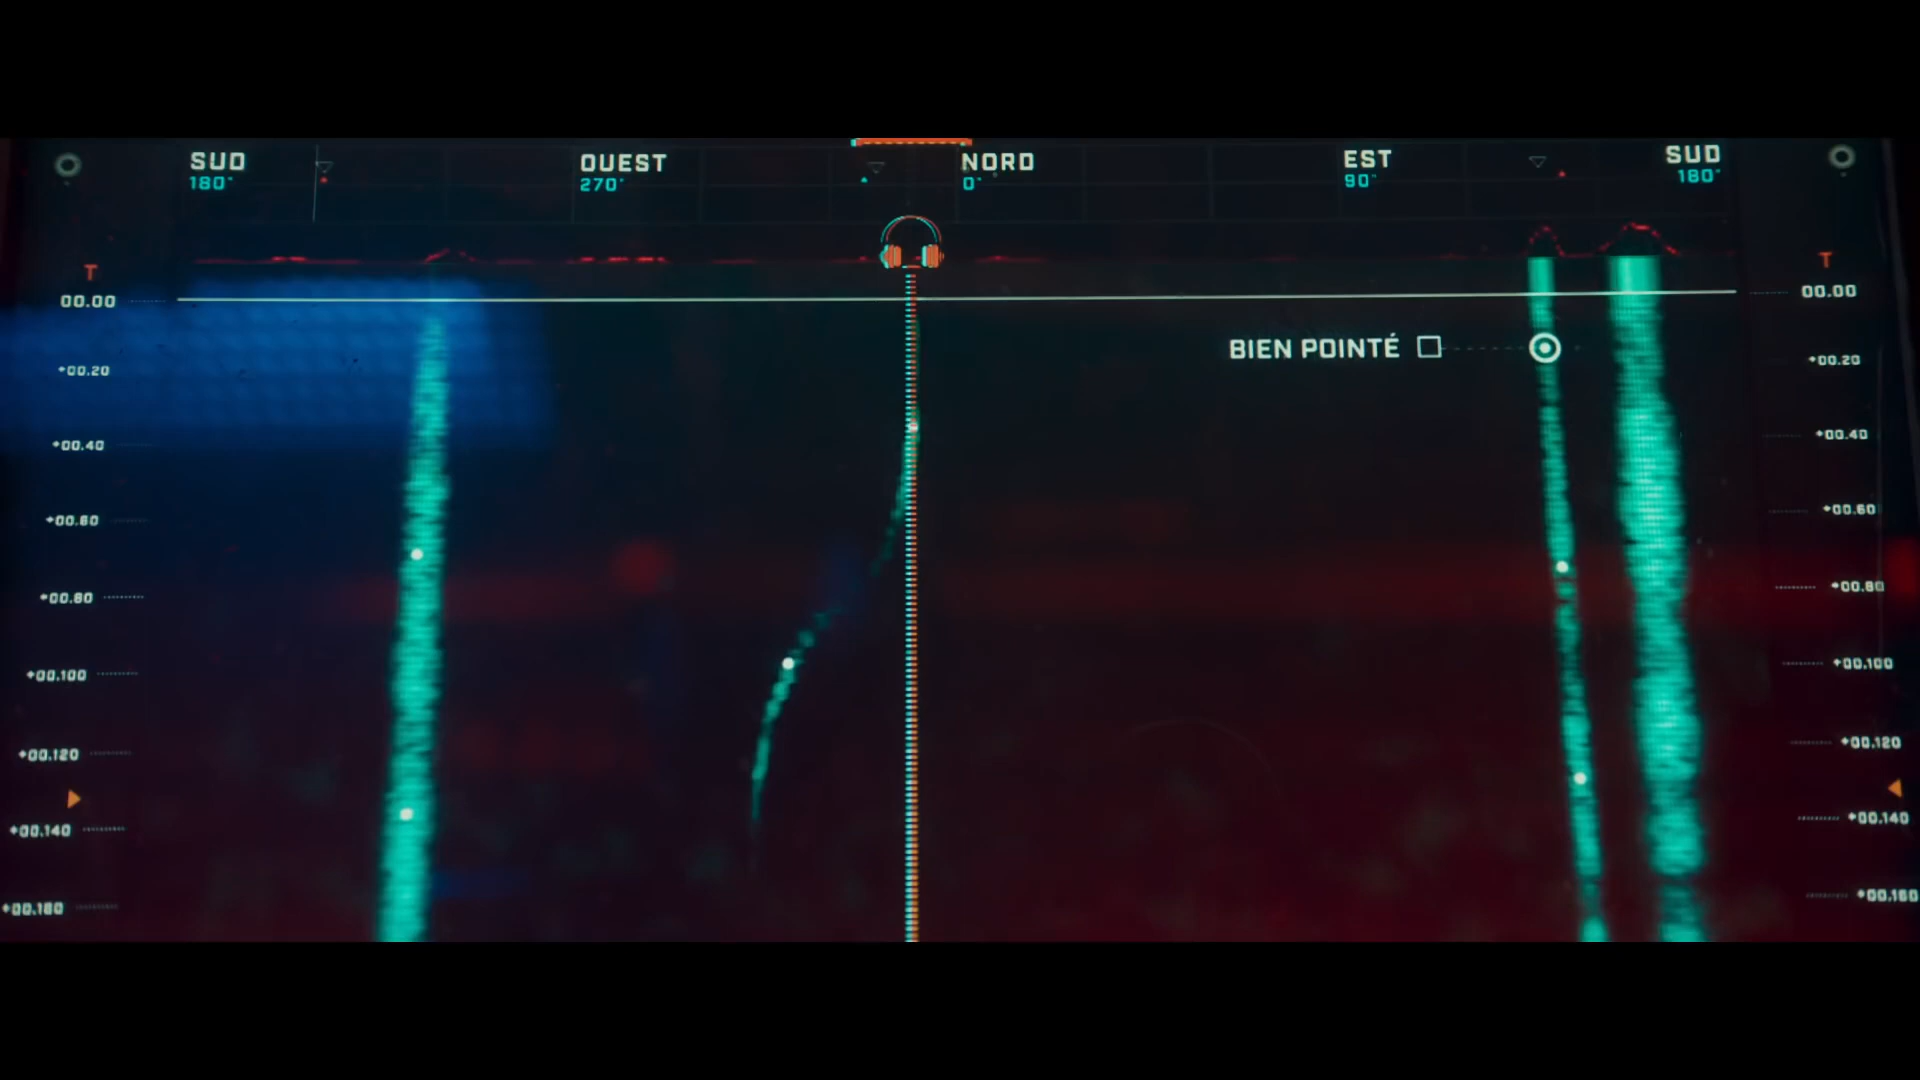 SUD OUEST NORD EST SUD
180° 270° 0° 90° 180°
T T
00.00 00.00
BIEN POINTÉ
+00.20 +00.20
+00.40 +00.40
+00.60 +00.60
+00.80 +00.80
+00.100 +00.100
+00.120 +00.120
+00.140 +00.140
+00.160 +00.160